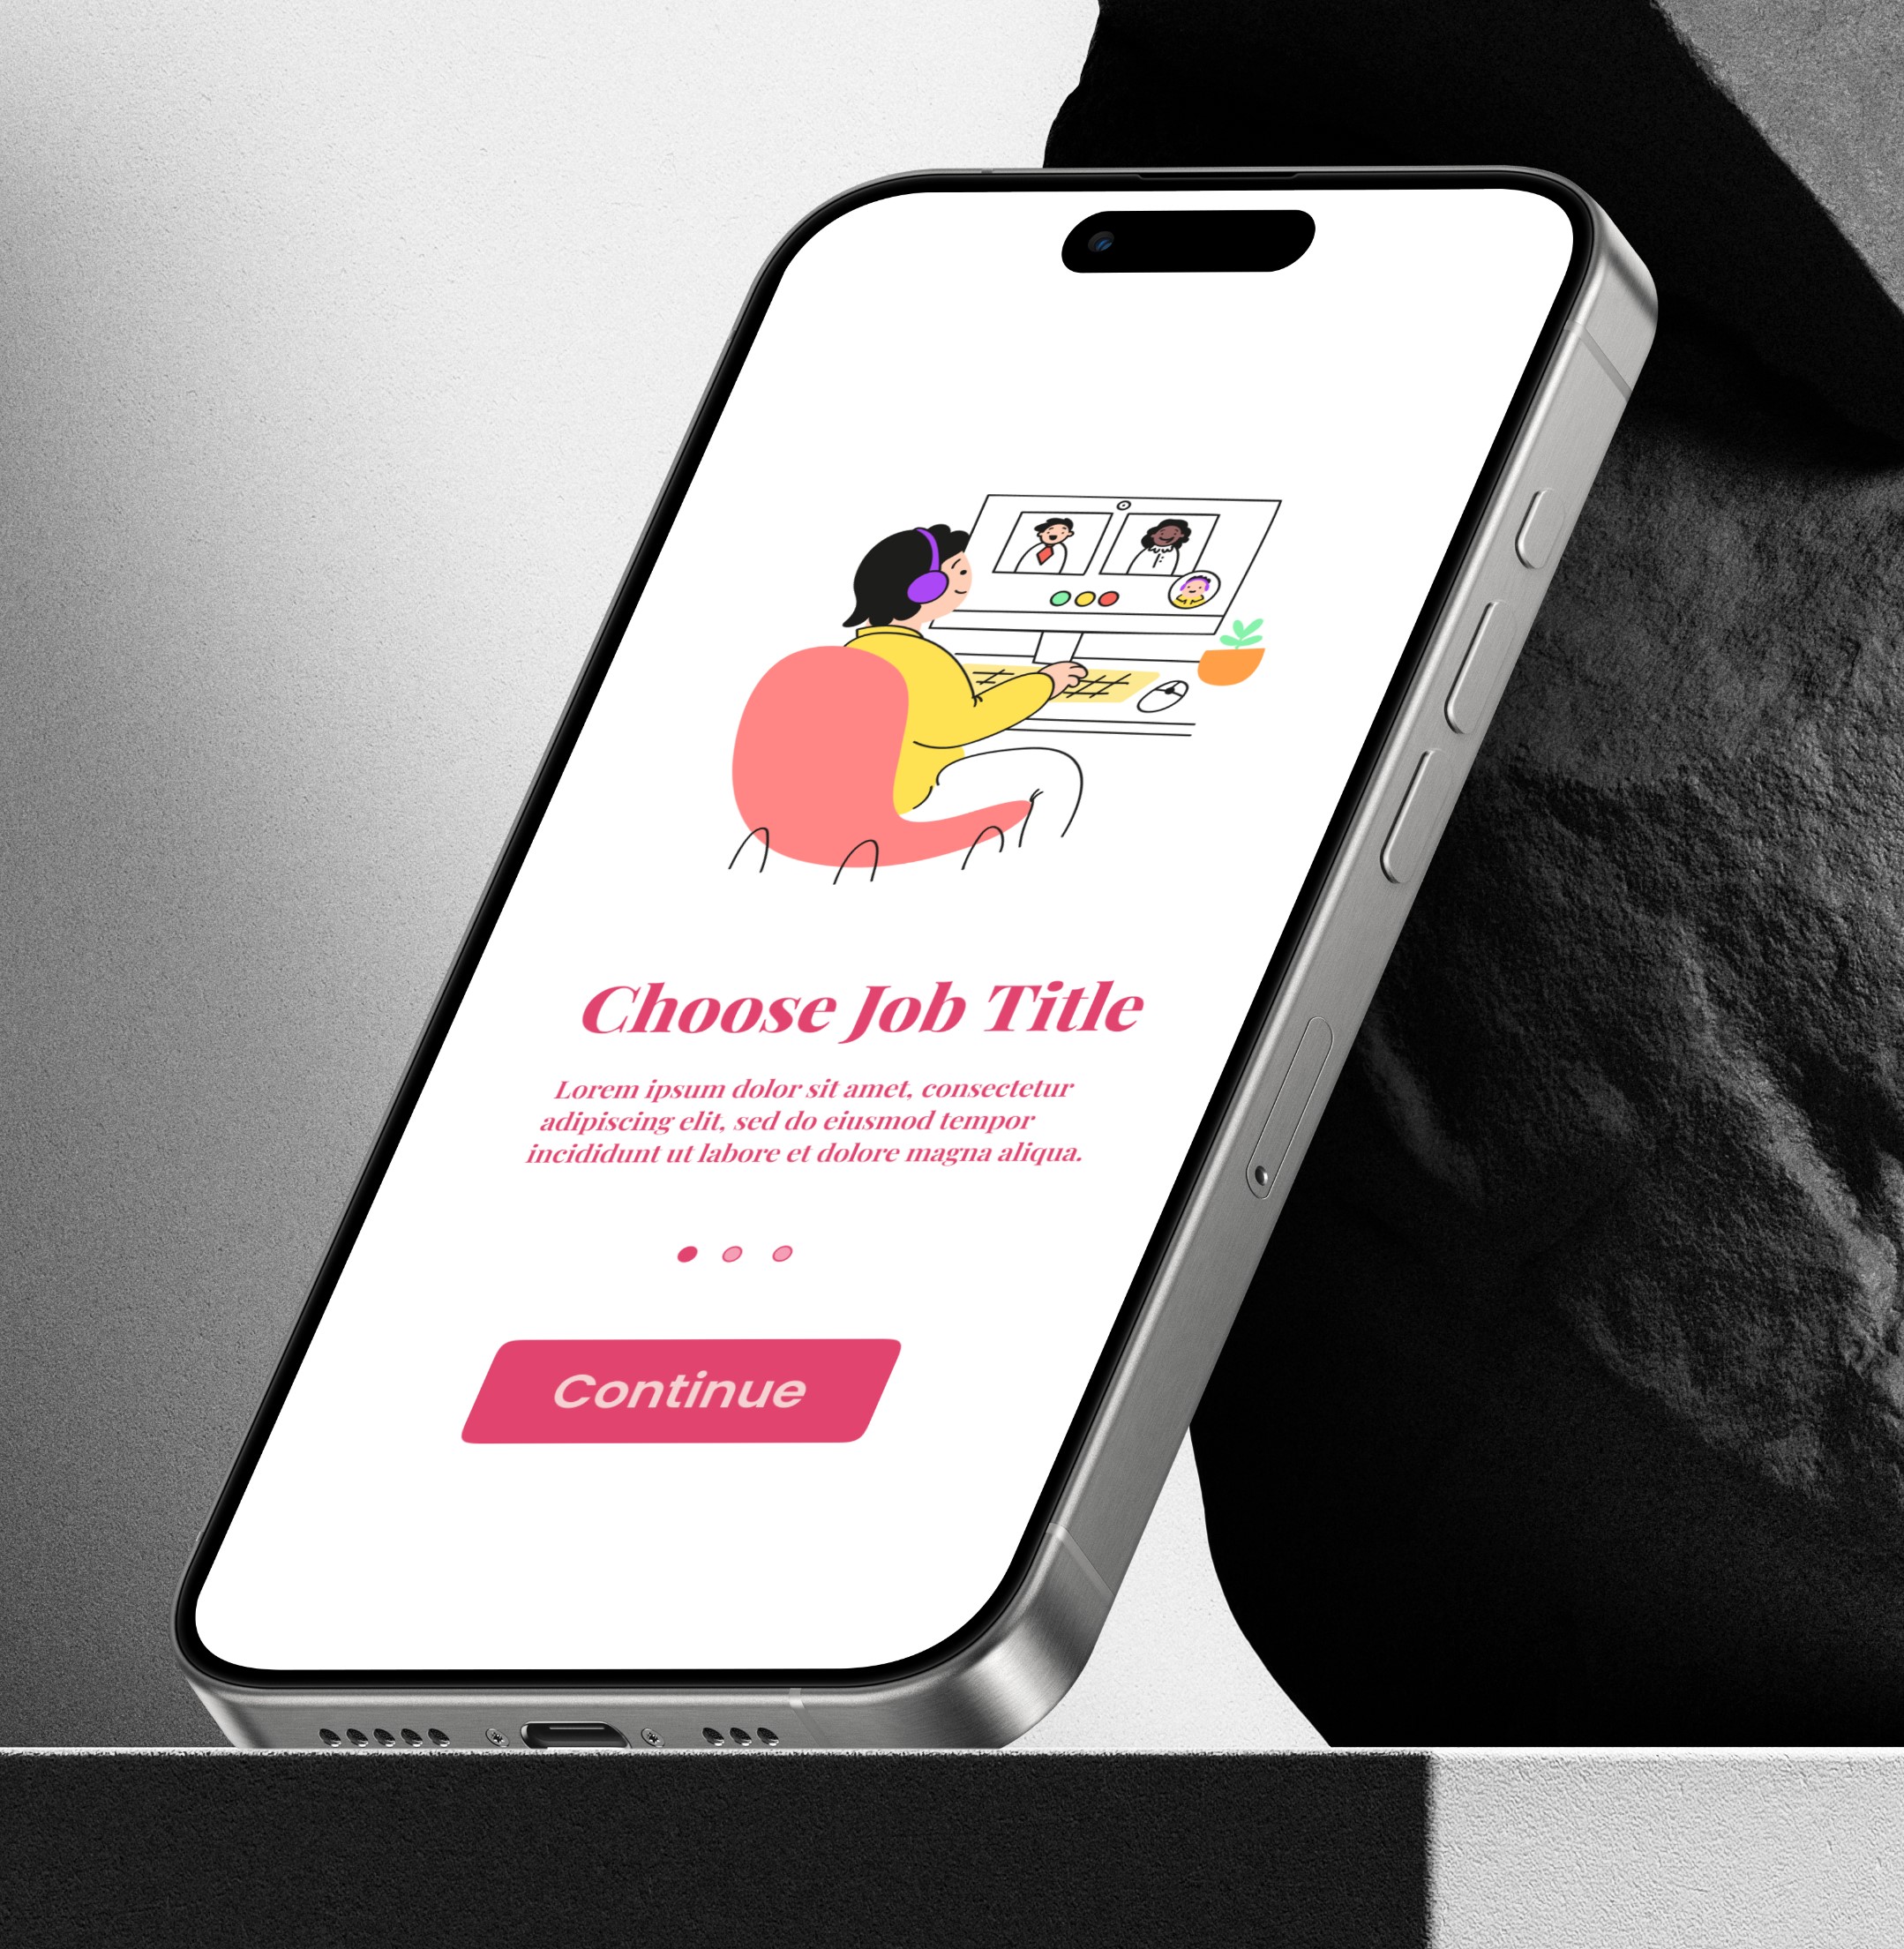 Choose Job Title
Lorem ipsum dolor sit amet, consectetur
adipiscing elit, sed do eiusmod tempor
incididunt ut labore et dolore magna aliqua.
Continue